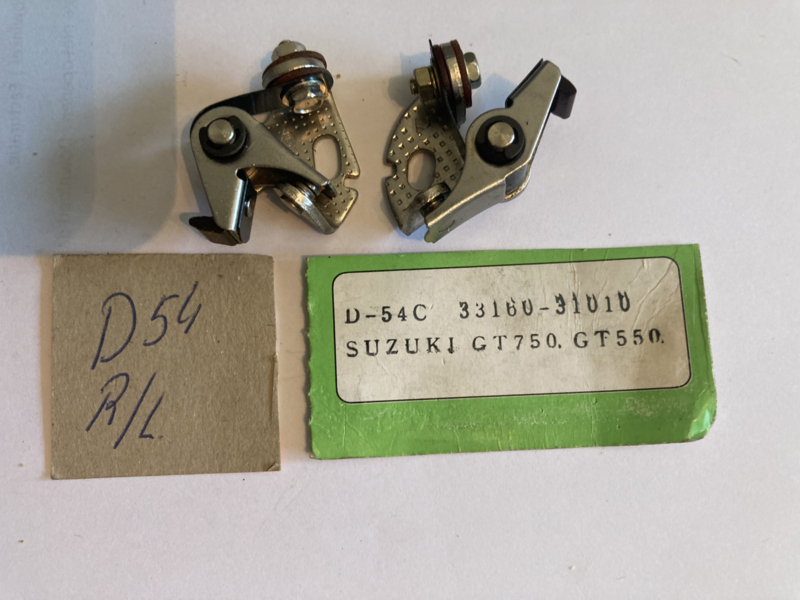 D54
R/L
D-54C 33160-31010
SUZUKI GT750. GT550.